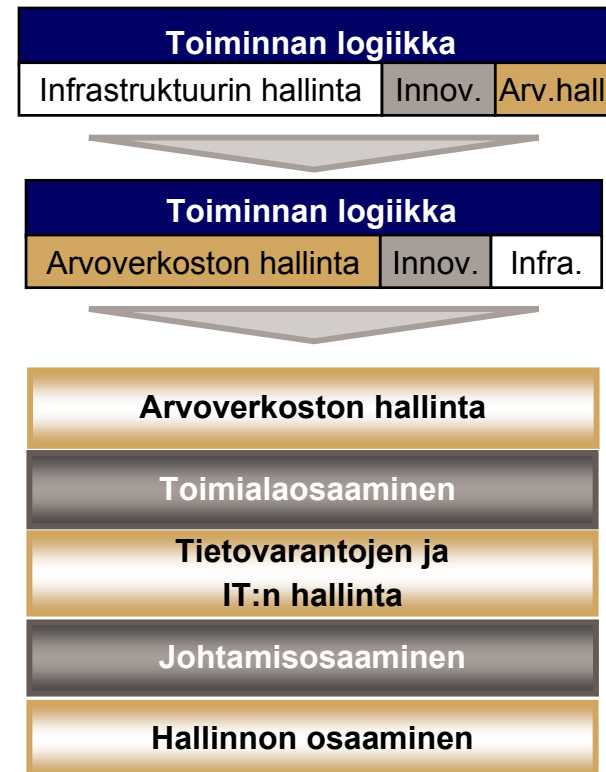 Toiminnan logiikka
Infrastruktuurin hallinta Innov. Arv.hall
Toiminnan logiikka
Arvoverkoston hallinta Innov. Infra.
Arvoverkoston hallinta
Toimialaosaaminen
Tietovarantojen ja
IT:n hallinta
Johtamisosaaminen
Hallinnon osaaminen